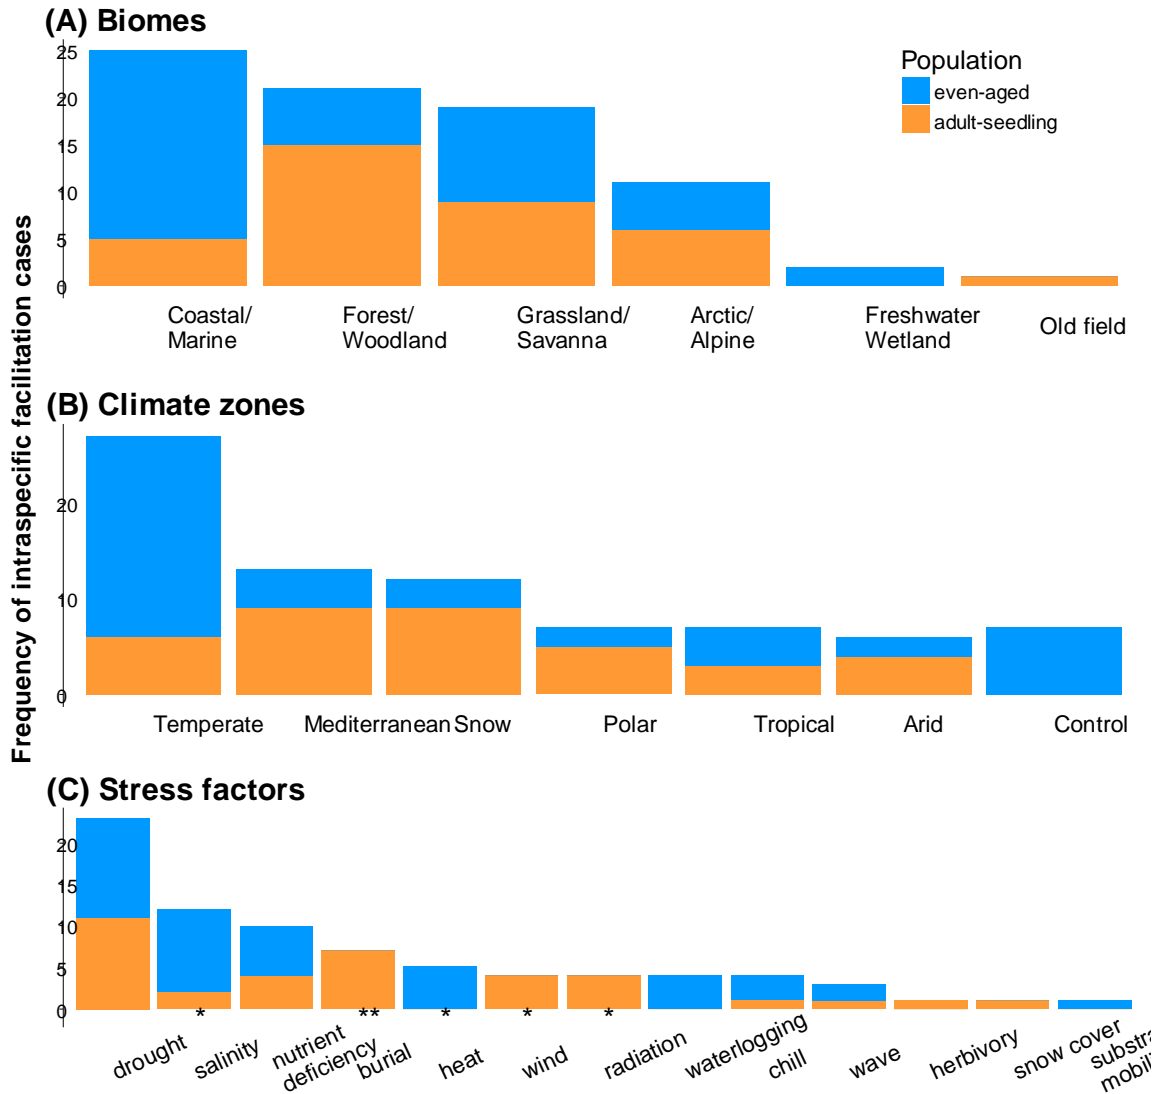 (A) Biomes
25
20
15
10
5
0
Population
even-aged
adult-seedling
Coastal/
Marine
Forest/
Woodland
Grassland/
Savanna
Arctic/
Alpine
Freshwater
Wetland
Old field
Frequency of intraspecific facilitation cases
(B) Climate zones
20
10
0
Temperate
Mediterranean
Snow
Polar
Tropical
Arid
Control
(C) Stress factors
20
15
10
5
0
*
**
*
*
*
drought
salinity
nutrient
deficiency
burial
heat
wind
radiation
waterlogging
chill
wave
herbivory
snow cover
substra
mobili